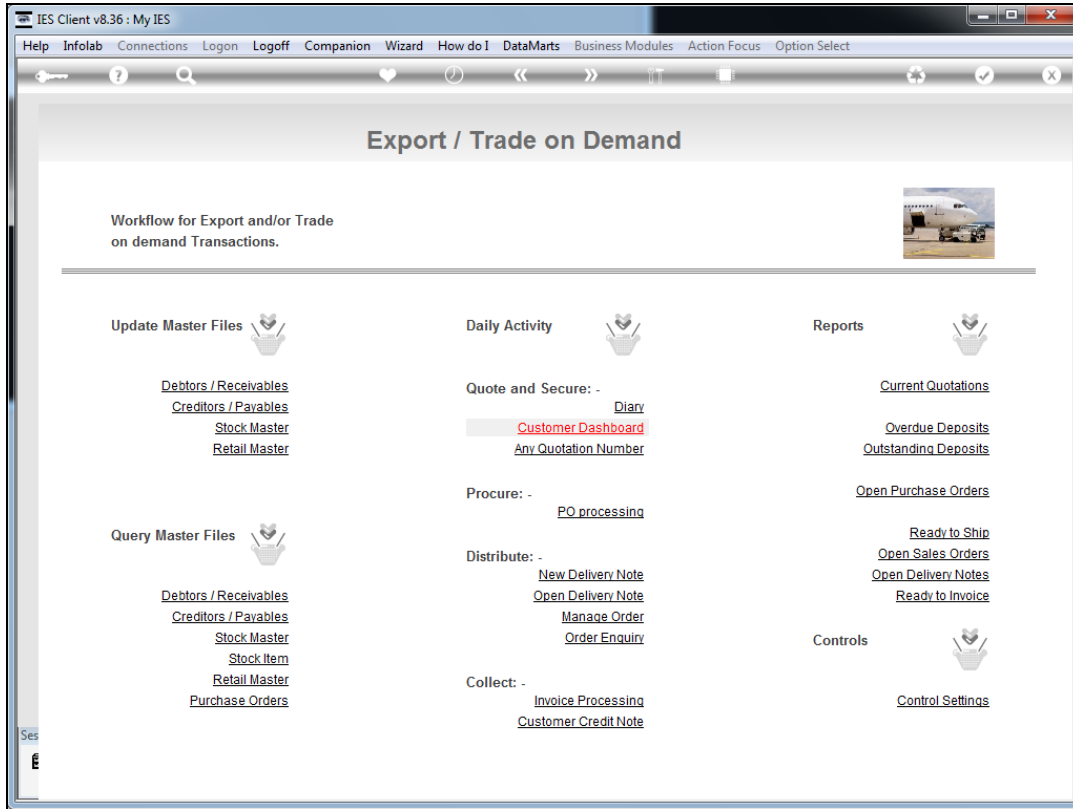 IES Client v8.36 : My IES
Help Infolab Connections Logon Logoff Companion Wizard How do I DataMarts Business Modules Action Focus Option Select
Export / Trade on Demand
Workflow for Export and/or Trade
on demand Transactions.
Update Master Files
Debtors / Receivables
Creditors / Payables
Stock Master
Retail Master
Query Master Files
Debtors / Receivables
Creditors / Payables
Stock Master
Stock Item
Retail Master
Purchase Orders
Daily Activity
Quote and Secure: -
Diary
Customer Dashboard
Any Quotation Number
Procure: -
PO processing
Distribute: -
New Delivery Note
Open Delivery Note
Manage Order
Order Enquiry
Collect: -
Invoice Processing
Customer Credit Note
Reports
Current Quotations
Overdue Deposits
Outstanding Deposits
Open Purchase Orders
Ready to Ship
Open Sales Orders
Open Delivery Notes
Ready to Invoice
Controls
Control Settings
Ses